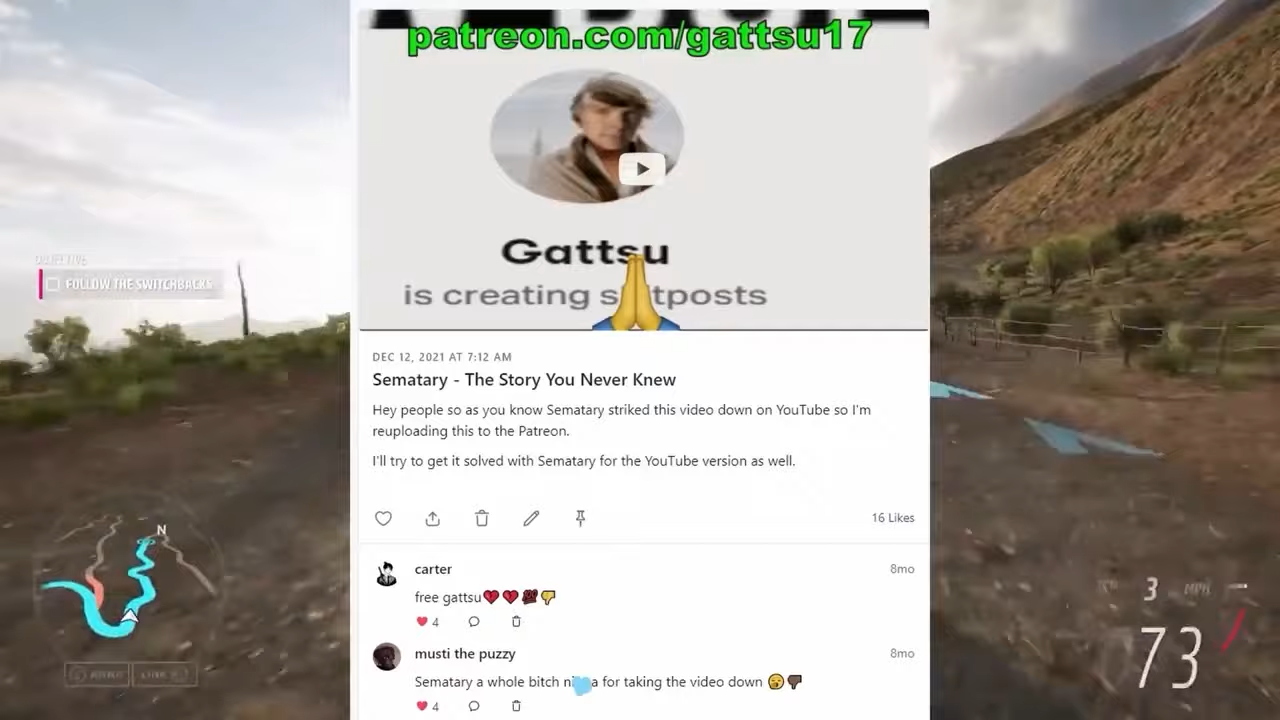 patreon.com/gattsu17
Gattsu
is creating s tposts
OBJECTIVE
FOLLOW THE SWITCHBACKS
DEC 12, 2021 AT 7:12 AM
Sematary - The Story You Never Knew
Hey people so as you know Sematary striked this video down on YouTube so I'm
reuploading this to the Patreon.
I'll try to get it solved with Sematary for the YouTube version as well.
16 Likes
N
carter
8mo
free gattsu💔💔💯👎
4
musti the puzzy
8mo
Sematary a whole bitch ni a for taking the video down
4
3
MPH
73